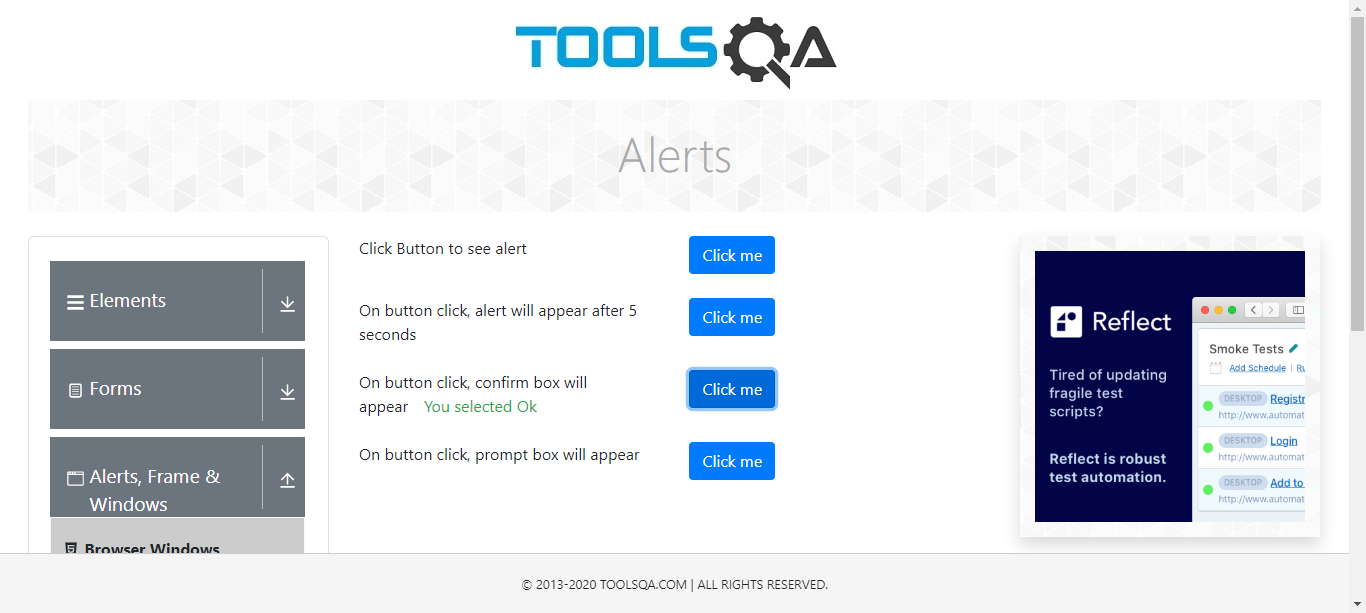 TOOLSQA
Alerts
Elements
Forms
Alerts, Frame &
Windows
Browser Windows
Click Button to see alert
Click me
On button click, alert will appear after 5
seconds
Click me
On button click, confirm box will
appear You selected Ok
Click me
On button click, prompt box will appear
Click me
Reflect
Tired of updating
fragile test
scripts?
Reflect is robust
test automation.
Smoke Tests
Add Schedule | Ru
DESKTOP Registr
http://www.automat
DESKTOP Login
http://www.automat
DESKTOP Add to
http://www.automat
© 2013-2020 TOOLSQA.COM | ALL RIGHTS RESERVED.